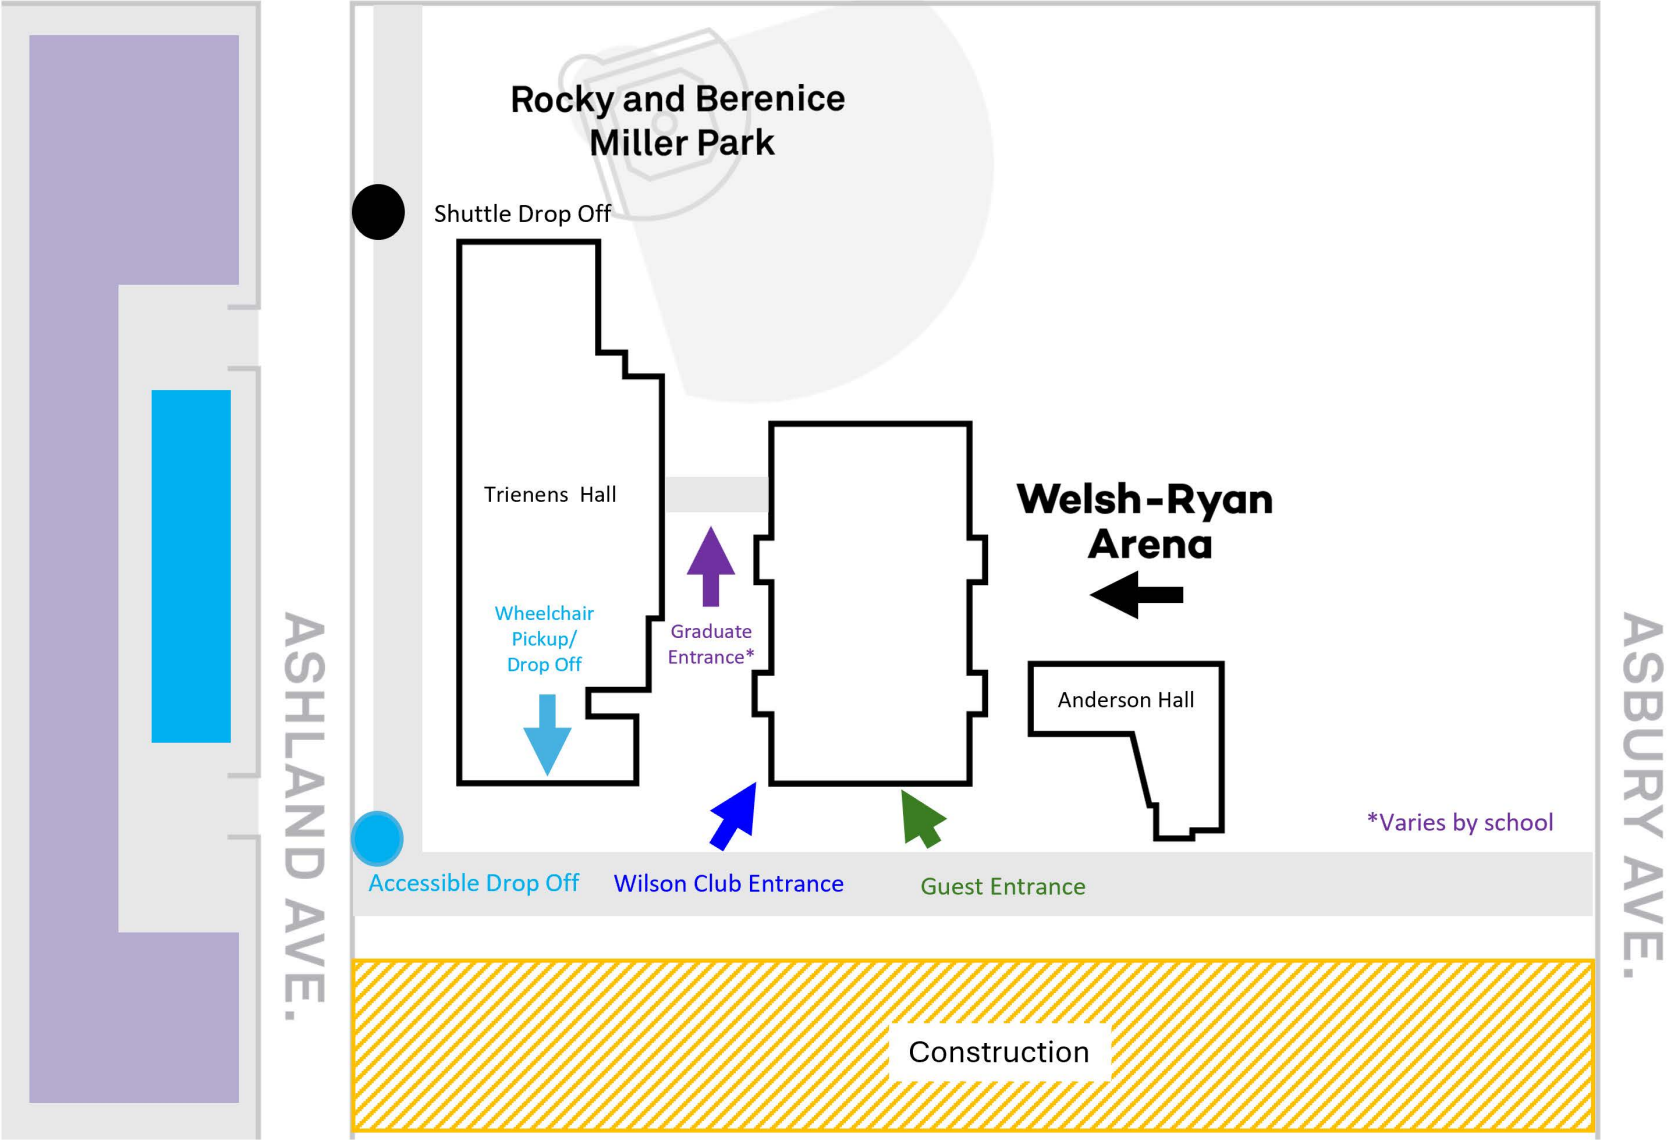 Rocky and Berenice
Miller Park
Shuttle Drop Off
Trienens Hall
Welsh-Ryan
Arena
Wheelchair
Pickup/
Drop Off
Graduate
Entrance*
Anderson Hall
ASHLAND AVE.
ASBURY AVE.
*Varies by school
Accessible Drop Off
Wilson Club Entrance
Guest Entrance
Construction